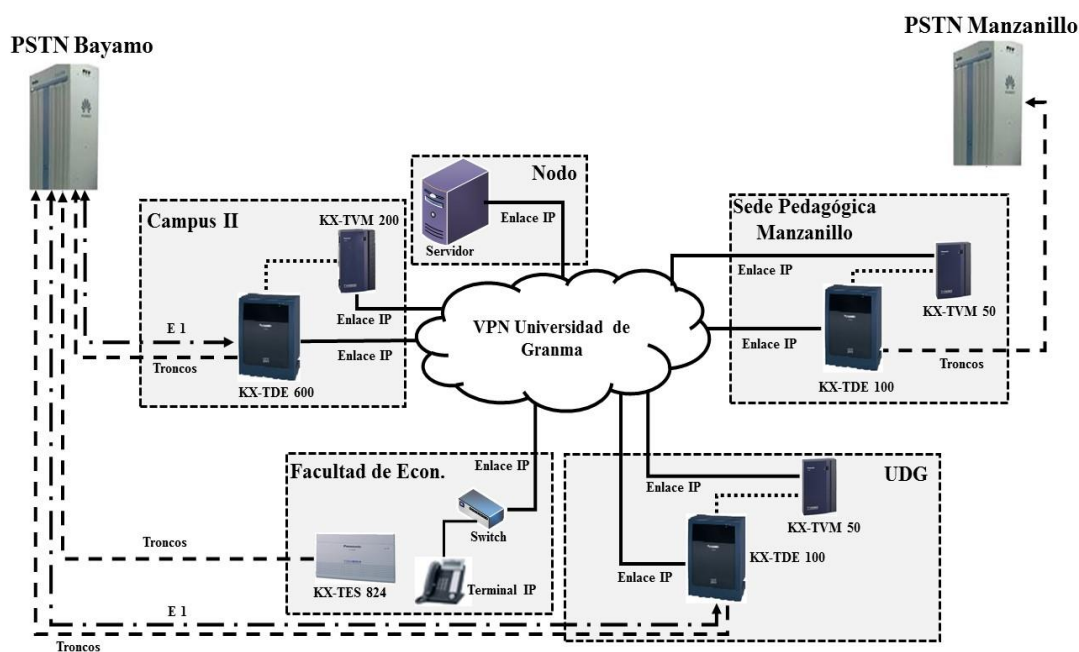 PSTN Bayamo
PSTN Manzanillo
Nodo
Enlace IP
Servidor
Campus II
KX-TVM 200
Enlace IP
E 1
Troncos
Enlace IP
KX-TDE 600
VPN Universidad de
Granma
Sede Pedagógica
Manzanillo
Enlace IP
KX-TVM 50
Enlace IP
KX-TDE 100
Troncos
Facultad de Econ.
Enlace IP
Switch
Troncos
KX-TES 824
Terminal IP
UDG
Enlace IP
KX-TVM 50
KX-TDE 100
Enlace IP
E 1
Troncos